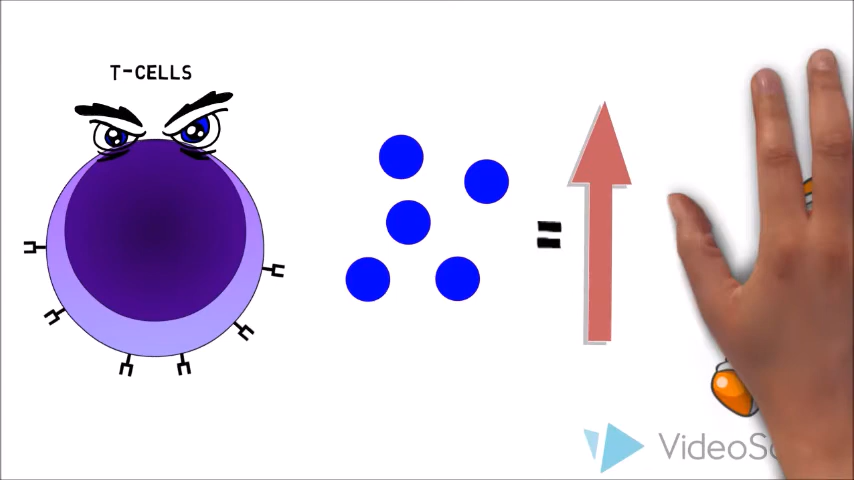 T-CELLS
=